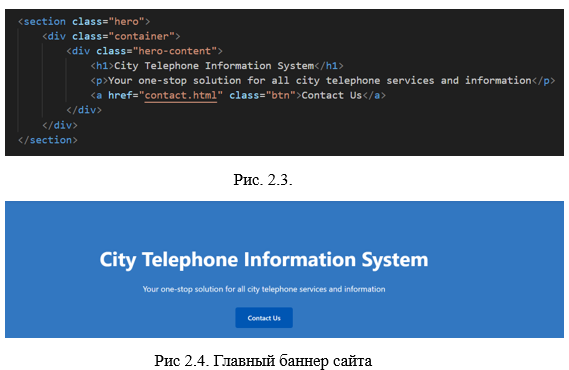 <section class="hero">
<div class="container">
<div class="hero-content">
<h1>City Telephone Information System</h1>
<p>Your one-stop solution for all city telephone services and information</p>
<a href="contact.html" class="btn">Contact Us</a>
</div>
</div>
</section>
Рис. 2.3.
City Telephone Information System
Your one-stop solution for all city telephone services and information
Contact Us
Рис 2.4. Главный баннер сайта